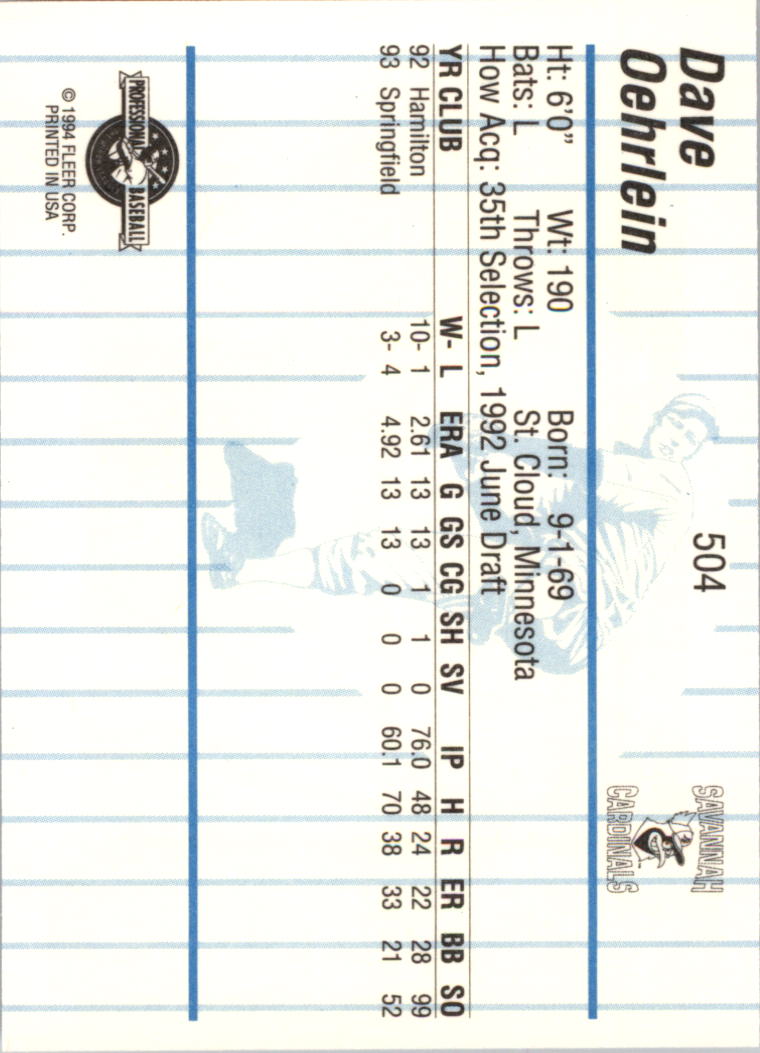 Dave
Oehrlein
504
SAVANNAH
CARDINALS
Ht: 6'0" Wt: 190 Born: 9-1-69
Bats: L Throws: L St. Cloud, Minnesota
How Acq: 35th Selection, 1992 June Draft
YR CLUB W- L ERA G GS CG SH SV IP H R ER BB SO
92 Hamilton 10- 1 2.61 13 13 1 1 0 76.0 48 24 22 28 99
93 Springfield 3- 4 4.92 13 13 0 0 0 60.1 70 38 33 21 52
PROFESSIONAL BASEBALL
© 1994 FLEER CORP.
PRINTED IN USA